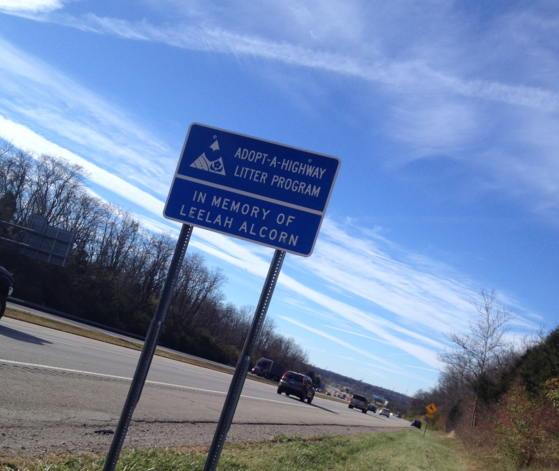 ADOPT-A-HIGHWAY
LITTER PROGRAM
IN MEMORY OF
LEELAH ALCORN